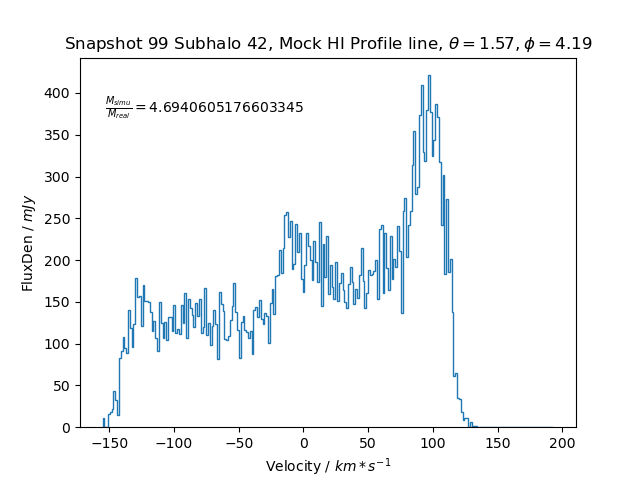 Snapshot 99 Subhalo 42, Mock HI Profile line, θ = 1.57, ϕ = 4.19
M_simu/M_real = 4.6940605176603345
FluxDen / mJy
400
350
300
250
200
150
100
50
0
−150 −100 −50 0 50 100 150 200
Velocity / km * s⁻¹